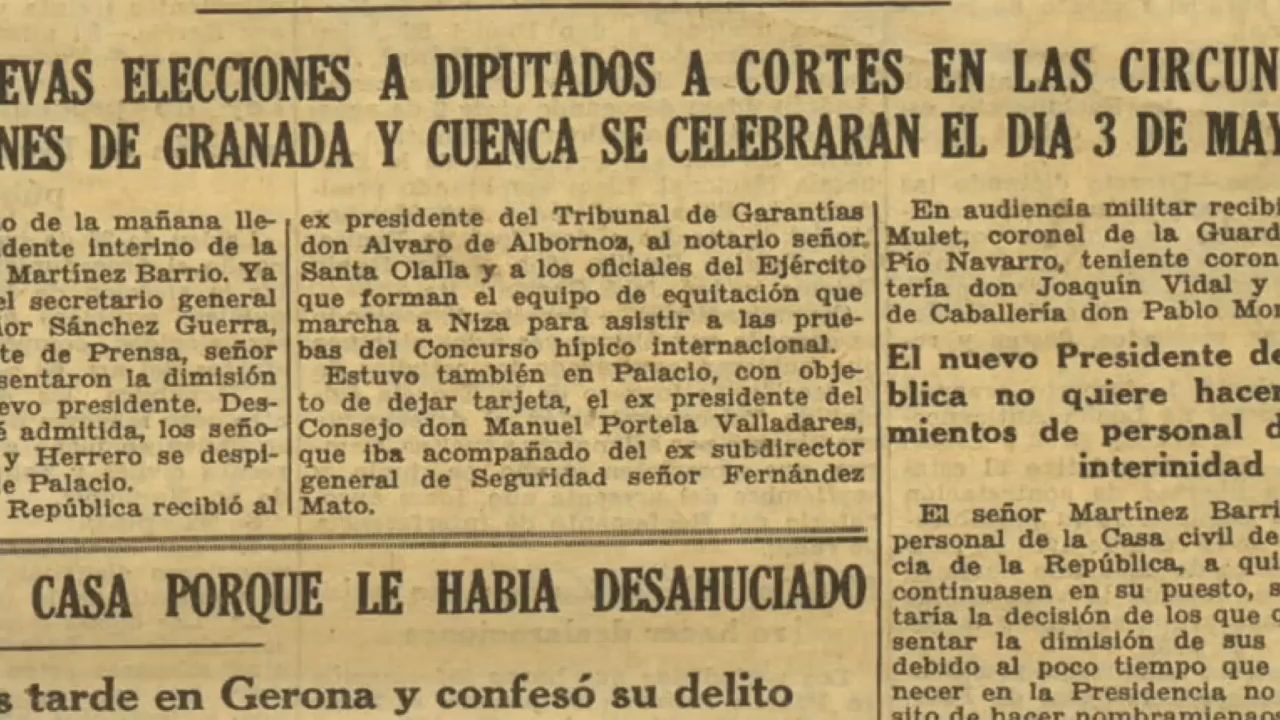 EVAS ELECCIONES A DIPUTADOS A CORTES EN LAS CIRCUN
NES DE GRANADA Y CUENCA SE CELEBRARAN EL DIA 3 DE MAY
o de la mañana lle-
dente interino de la
Martínez Barrio. Ya
el secretario general
ior Sánchez Guerra,
te de Prensa, señor
sentaron la dimisión
evo presidente. Des-
é admitida, los seño-
y Herrero se despi-
e Palacio.
República recibió al
ex presidente del Tribunal de Garantías
don Alvaro de Albornoz, al notario señor
Santa Olalla y a los oficiales del Ejército
que forman el equipo de equitación que
marcha a Niza para asistir a las prue-
bas del Concurso hípico internacional.
Estuvo también en Palacio, con obje-
to de dejar tarjeta, el ex presidente del
Consejo don Manuel Portela Valladares,
que iba acompañado del ex subdirector
general de Seguridad señor Fernández
Mato.
CASA PORQUE LE HABIA DESAHUCIADO
s tarde en Gerona y confesó su delito
En audiencia militar recibi
Mulet, coronel de la Guard
Pío Navarro, teniente coron
tería don Joaquín Vidal y
de Caballería don Pablo Mor
El nuevo Presidente de
blica no quiere hacer
mientos de personal d
interinidad
El señor Martínez Barri
personal de la Casa civil de
cia de la República, a qui
continuasen en su puesto, s
taría la decisión de los que q
sentar la dimisión de sus
debido al poco tiempo que
necer en la Presidencia no
sito de hacer nombramienaos